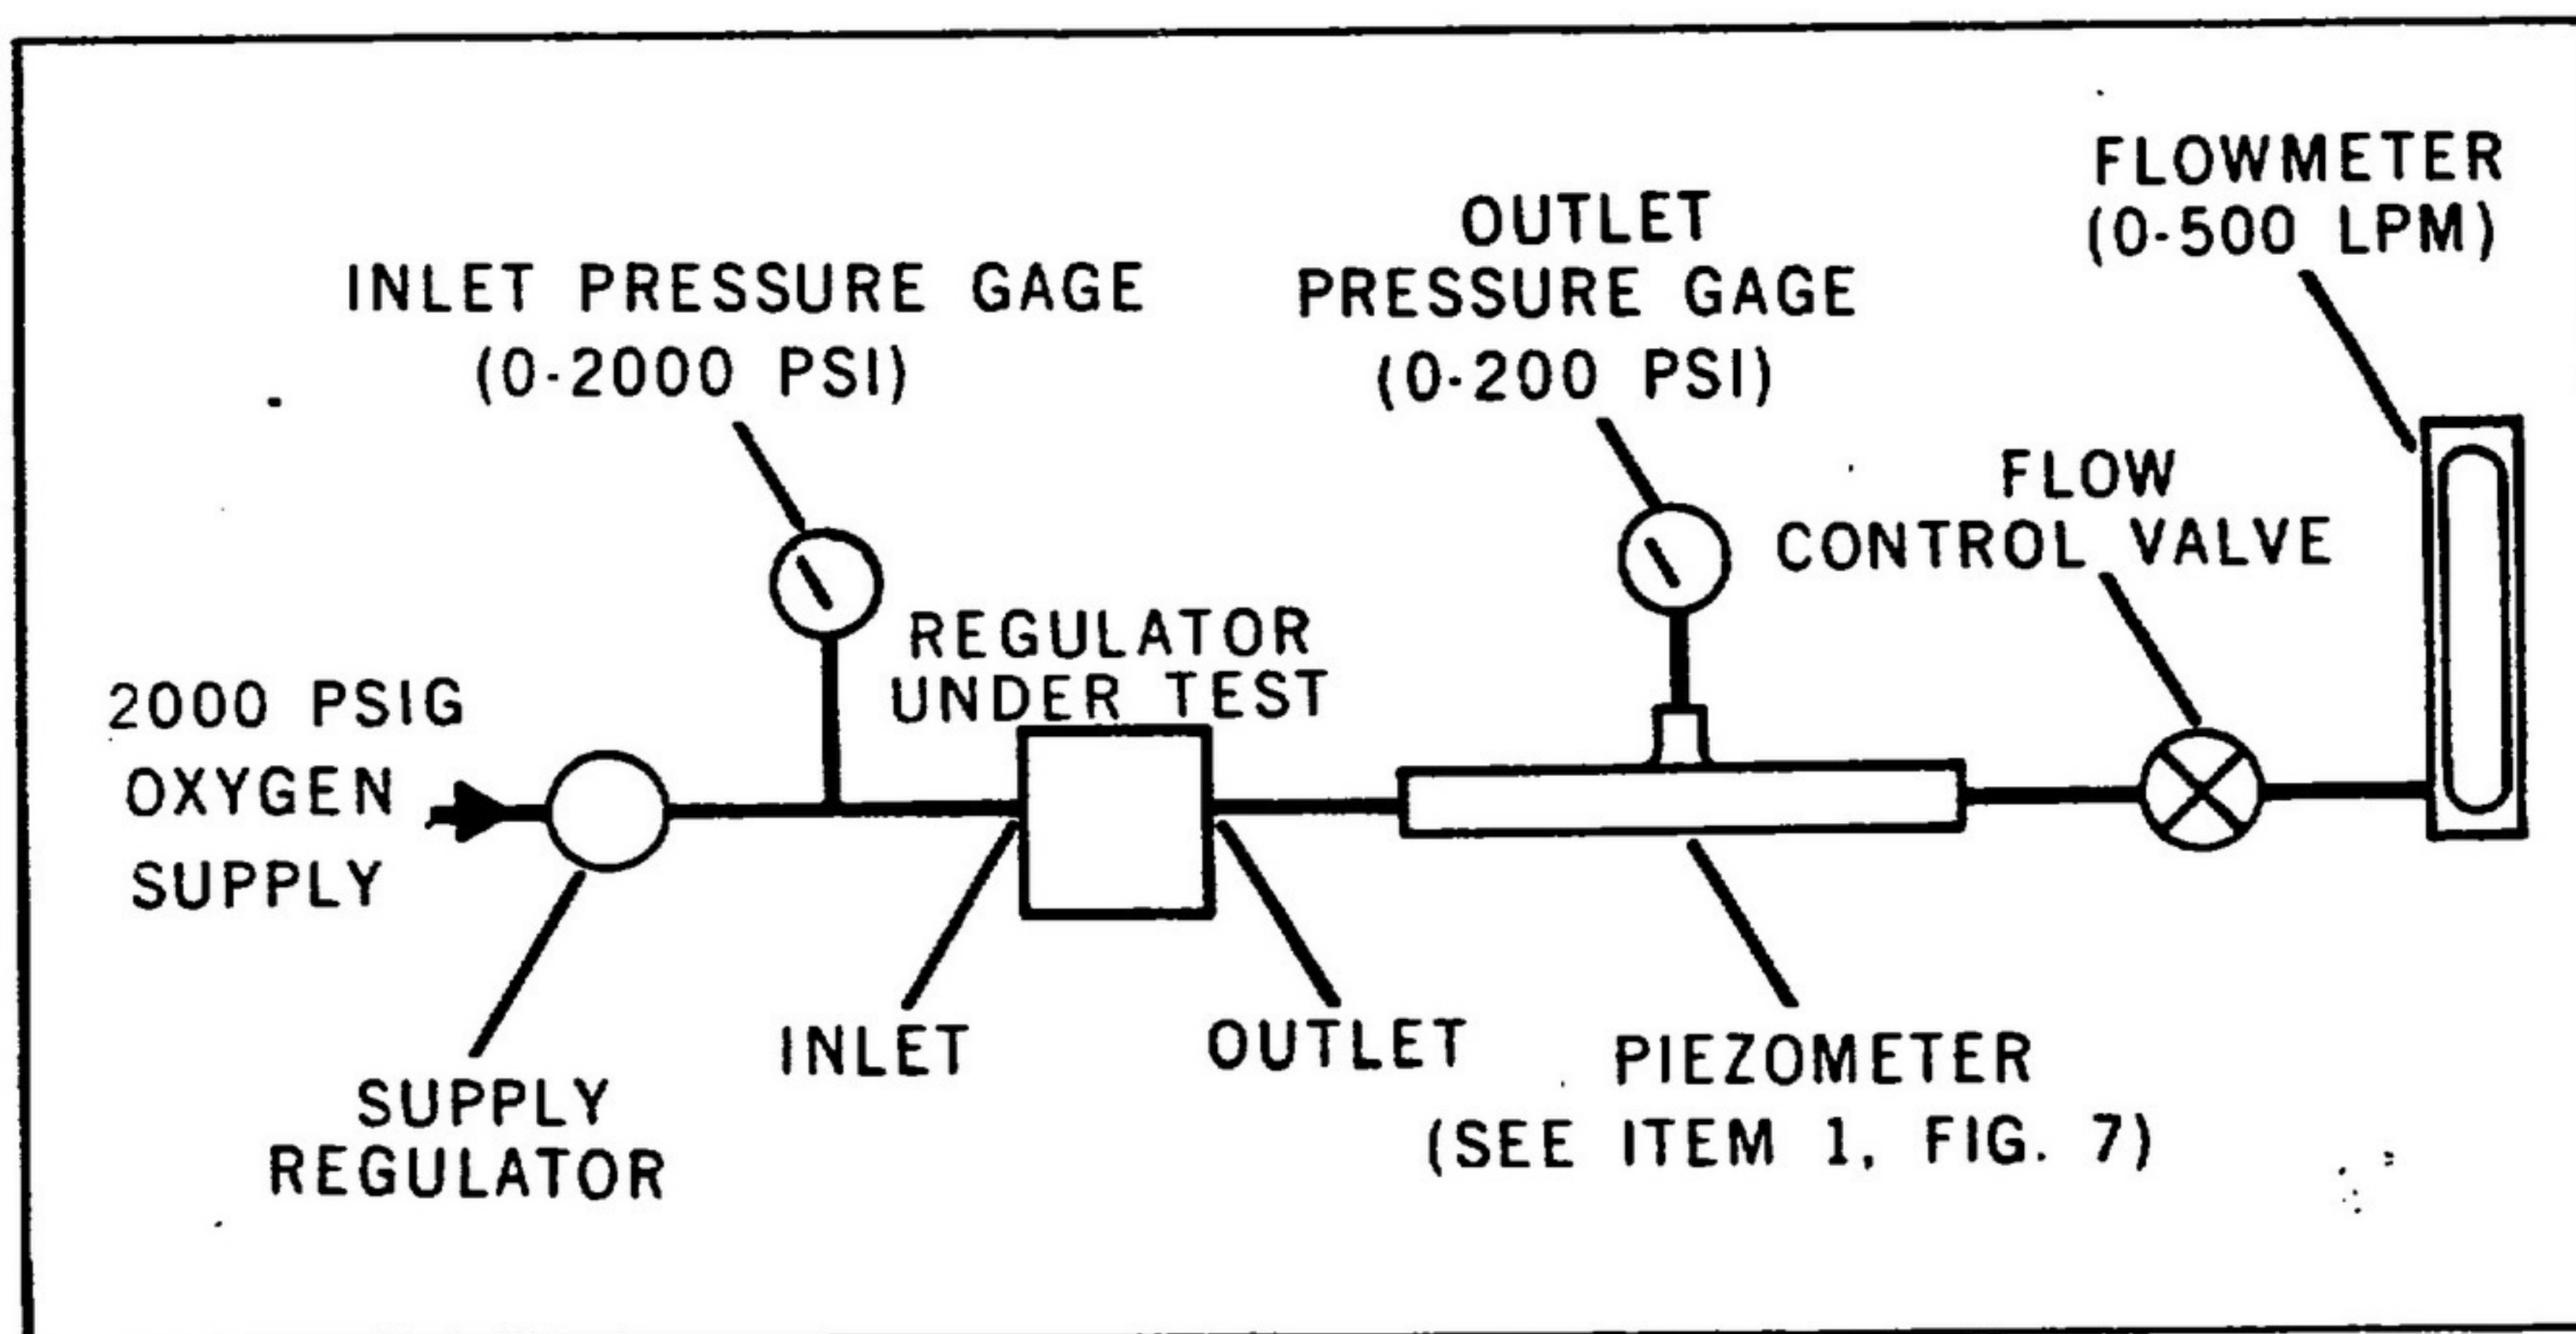 FLOWMETER
(0-500 LPM)
OUTLET
PRESSURE GAGE
(0-200 PSI)
INLET PRESSURE GAGE
(0-2000 PSI)
FLOW
CONTROL VALVE
REGULATOR
UNDER TEST
2000 PSIG
OXYGEN
SUPPLY
INLET
OUTLET
PIEZOMETER
(SEE ITEM 1, FIG. 7)
SUPPLY
REGULATOR